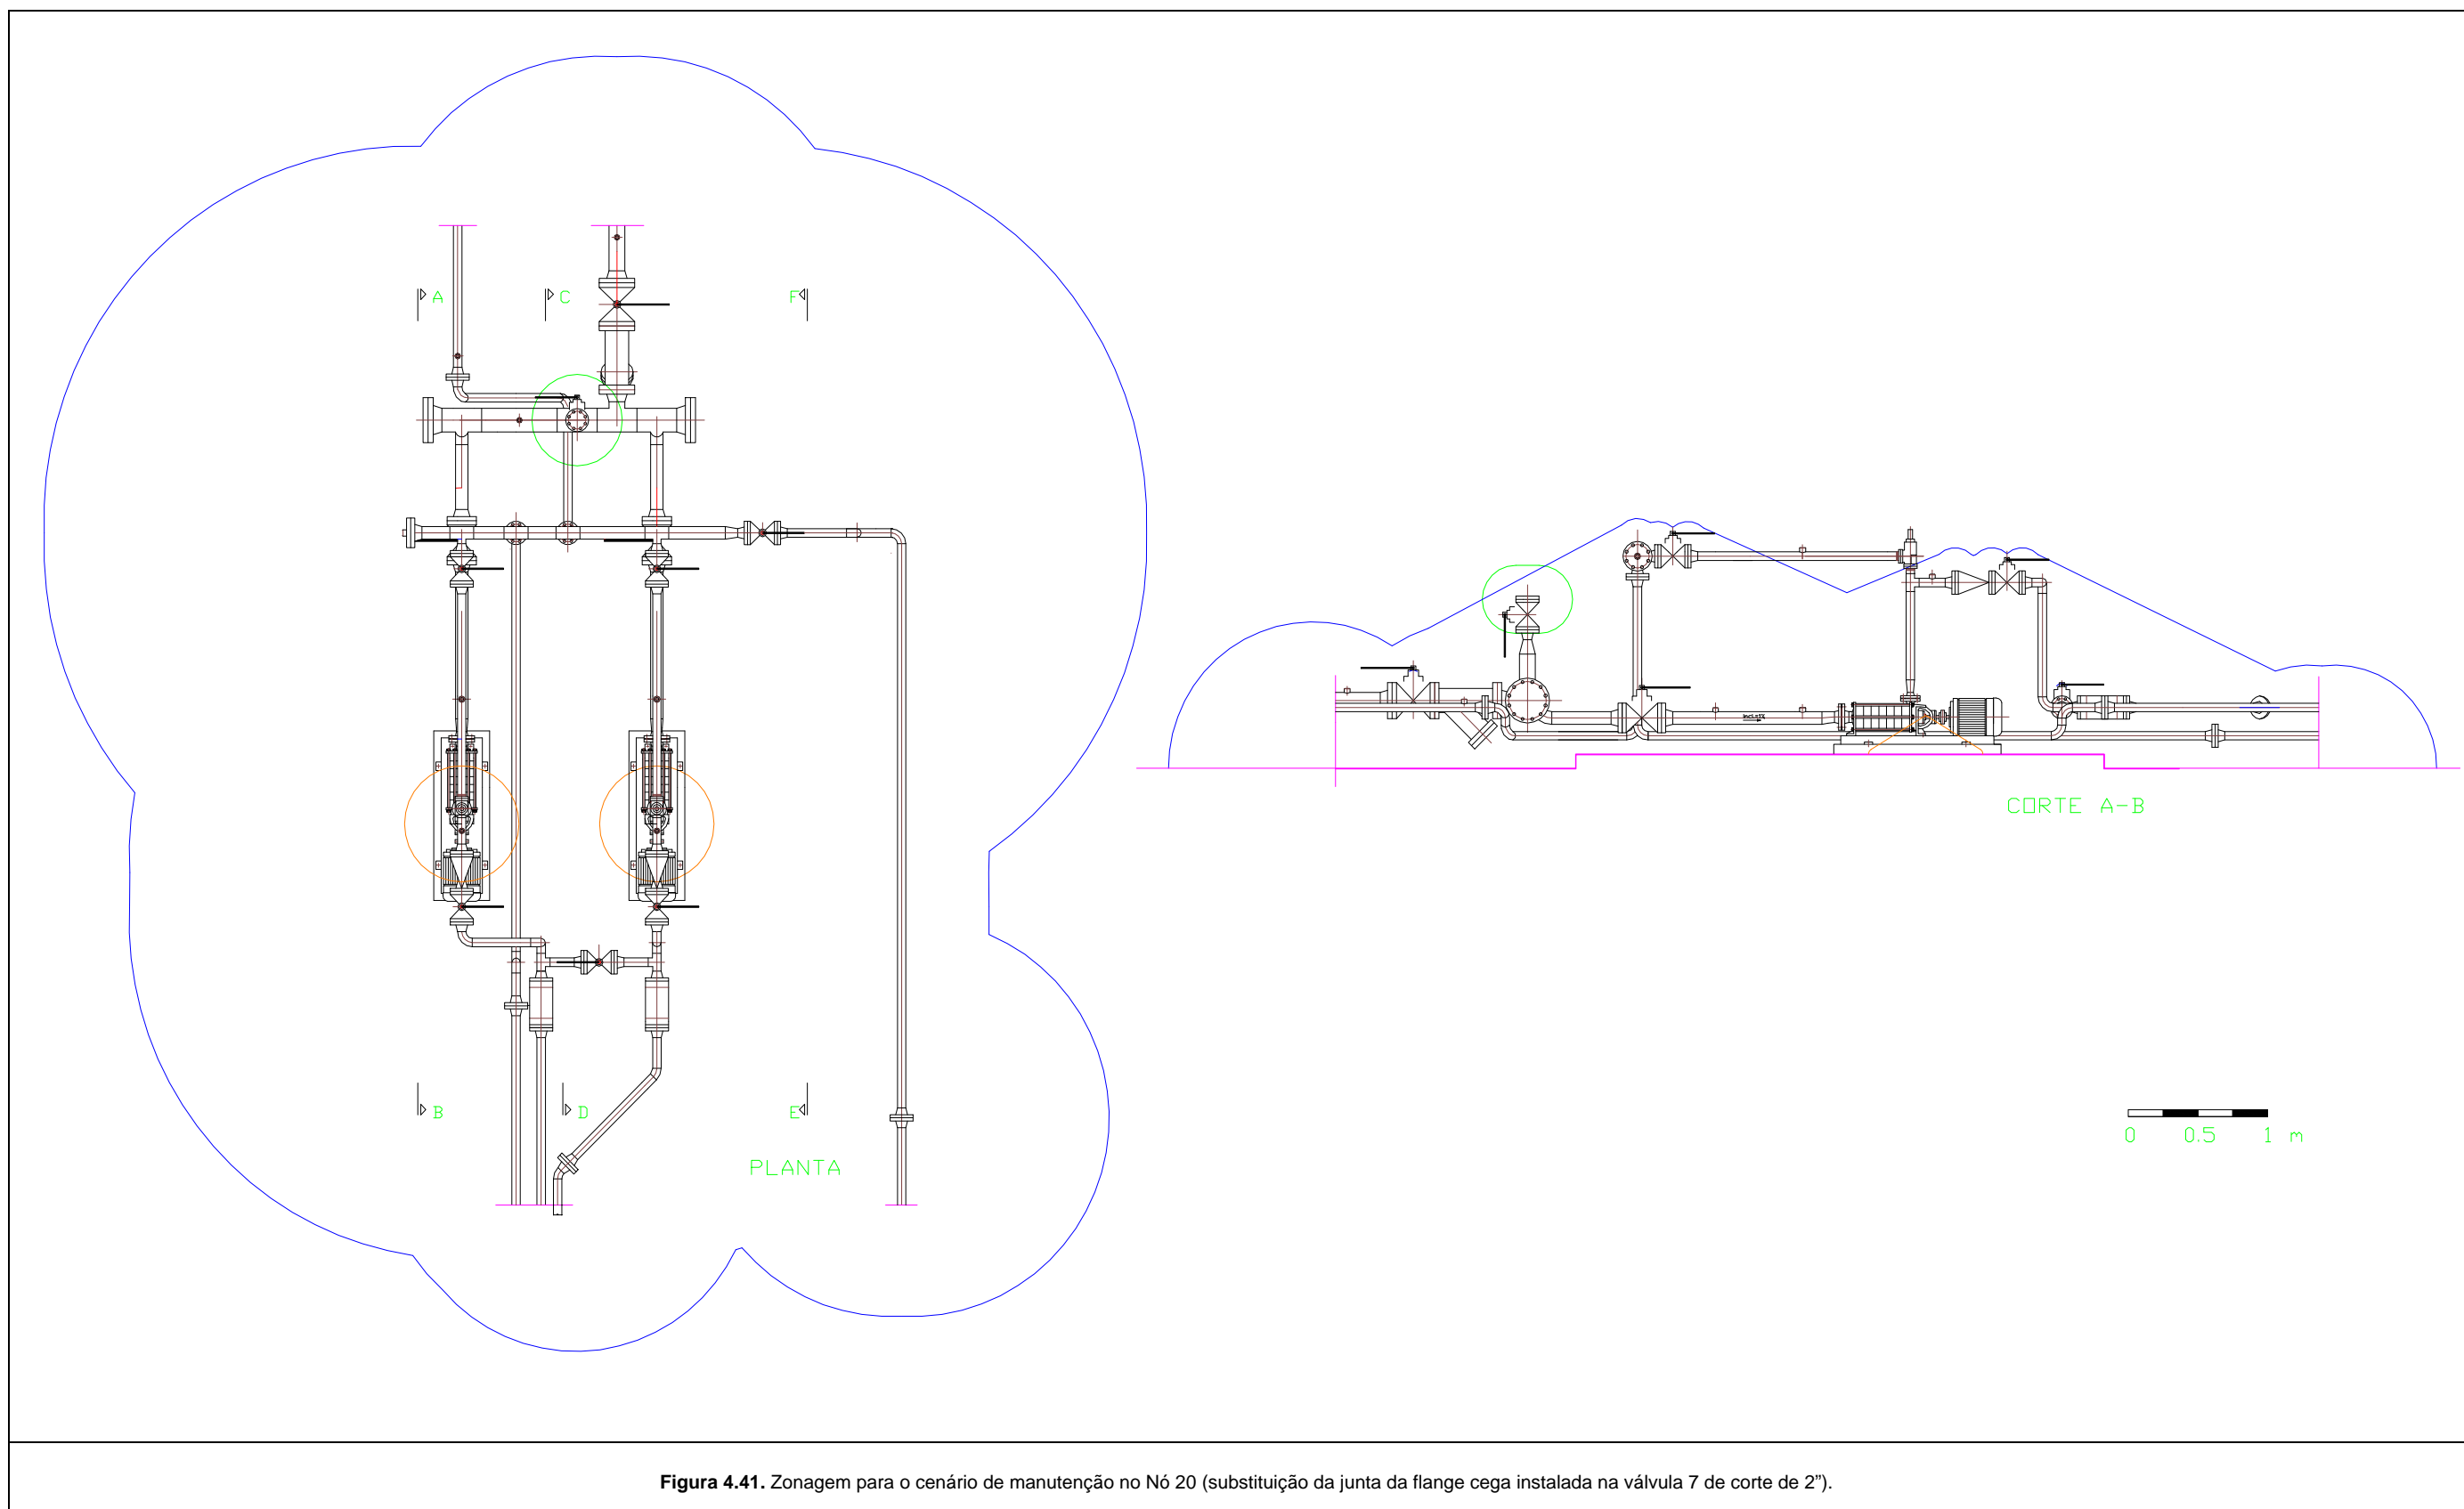 A C F
B D E
PLANTA
CORTE A-B
0 0.5 1 m
Figura 4.41. Zonagem para o cenário de manutenção no Nó 20 (substituição da junta da flange cega instalada na válvula 7 de corte de 2”).